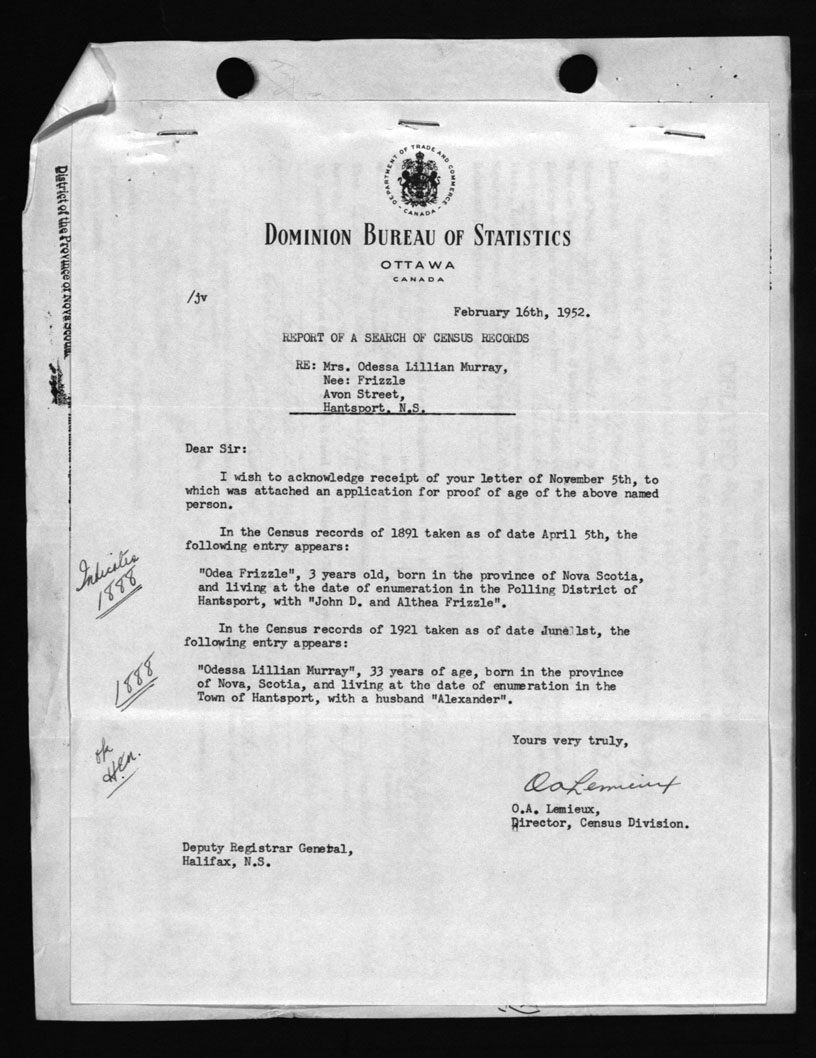 DEPARTMENT OF TRADE AND COMMERCE
- CANADA -
DOMINION BUREAU OF STATISTICS
OTTAWA
CANADA
/jv
February 16th, 1952.
REPORT OF A SEARCH OF CENSUS RECORDS
RE: Mrs. Odessa Lillian Murray,
Nee: Frizzle
Avon Street,
Hantsport, N.S.
District of the Province of Nova Scotia
Dear Sir:
I wish to acknowledge receipt of your letter of November 5th, to
which was attached an application for proof of age of the above named
person.
In the Census records of 1891 taken as of date April 5th, the
following entry appears:
Indicates
1888
"Odea Frizzle", 3 years old, born in the province of Nova Scotia,
and living at the date of enumeration in the Polling District of
Hantsport, with "John D. and Althea Frizzle".
In the Census records of 1921 taken as of date June 1st, the
following entry appears:
1888
"Odessa Lillian Murray", 33 years of age, born in the province
of Nova, Scotia, and living at the date of enumeration in the
Town of Hantsport, with a husband "Alexander".
ok
Yours very truly,
OA Lemieux
O.A. Lemieux,
Director, Census Division.
Deputy Registrar General,
Halifax, N.S.